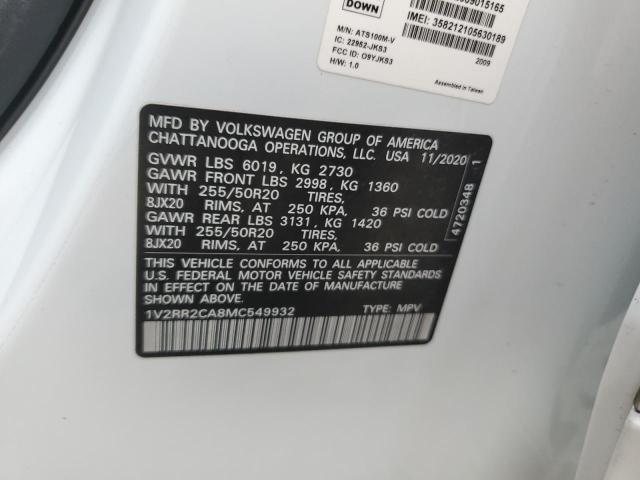 DOWN
IMEI: 358212105630189
M/N: ATS100M-V
IC: 22982-JKS3
FCC ID: O9YJKS3
H/W: 1.0
2009
Assembled in Taiwan
MFD BY VOLKSWAGEN GROUP OF AMERICA
CHATTANOOGA OPERATIONS, LLC. USA 11/2020
GVWR LBS 6019, KG 2730
GAWR FRONT LBS 2998, KG 1360
WITH 255/50R20 TIRES,
8JX20 RIMS, AT 250 KPA, 36 PSI COLD
GAWR REAR LBS 3131, KG 1420
WITH 255/50R20 TIRES,
8JX20 RIMS, AT 250 KPA, 36 PSI COLD
THIS VEHICLE CONFORMS TO ALL APPLICABLE
U.S. FEDERAL MOTOR VEHICLE SAFETY STANDARDS
IN EFFECT ON THE DATE OF MANUFACTURE
SHOWN ABOVE.
1V2RR2CA8MC549932 TYPE: MPV
4720348 1